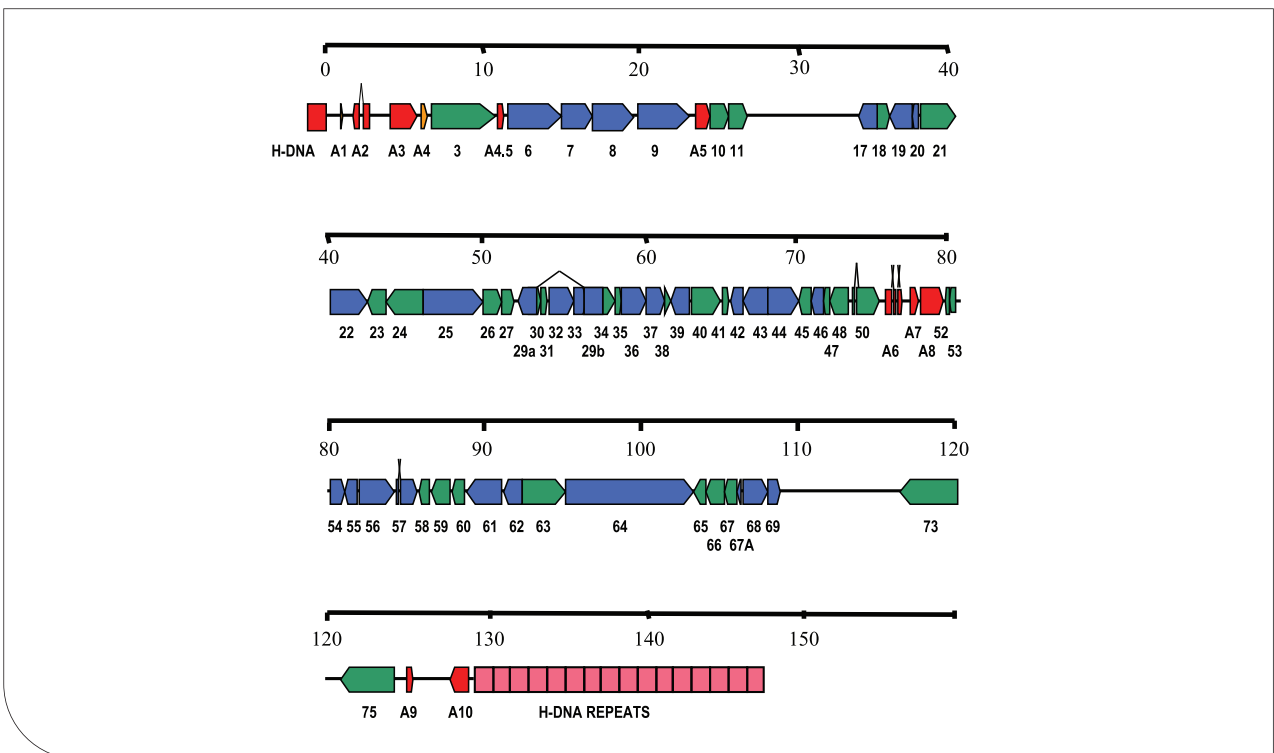 0 10 20 30 40
H-DNA A1 A2 A3 A4 3 A4.5 6 7 8 9 A5 10 11 17 18 19 20 21
40 50 60 70 80
22 23 24 25 26 27 30 32 33 34 35 37 39 40 41 42 43 44 45 46 48 50 A7 52
29a 31 29b 36 38 47 A6 A8 53
80 90 100 110 120
54 55 56 57 58 59 60 61 62 63 64 65 67 68 69 73
66 67A
120 130 140 150
75 A9 A10 H-DNA REPEATS